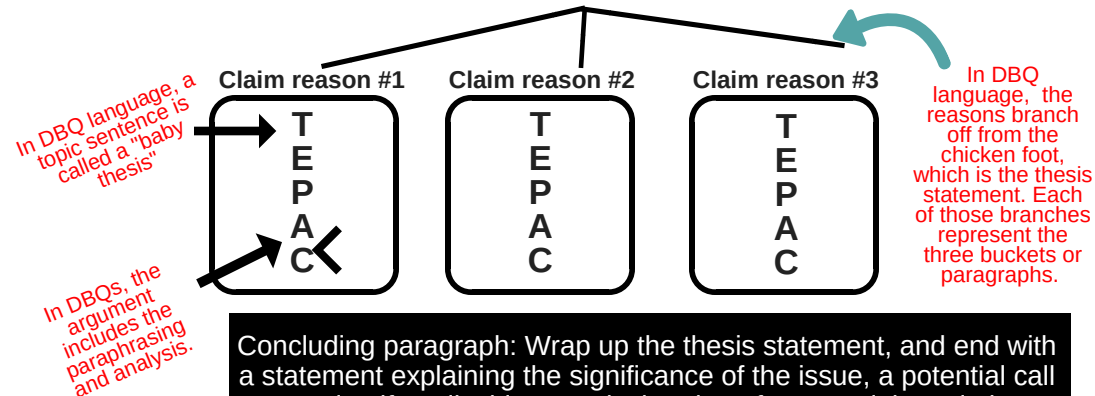 Claim reason #1
Claim reason #2
Claim reason #3
In DBQ language, a
topic sentence is
called a "baby
thesis"
T
E
P
A
C
T
E
P
A
C
T
E
P
A
C
In DBQ
language, the
reasons branch
off from the
chicken foot,
which is the thesis
statement. Each
of those branches
represent the
three buckets or
paragraphs.
In DBQs, the
argument
includes the
paraphrasing
and analysis.
Concluding paragraph: Wrap up the thesis statement, and end with
a statement explaining the significance of the issue, a potential call